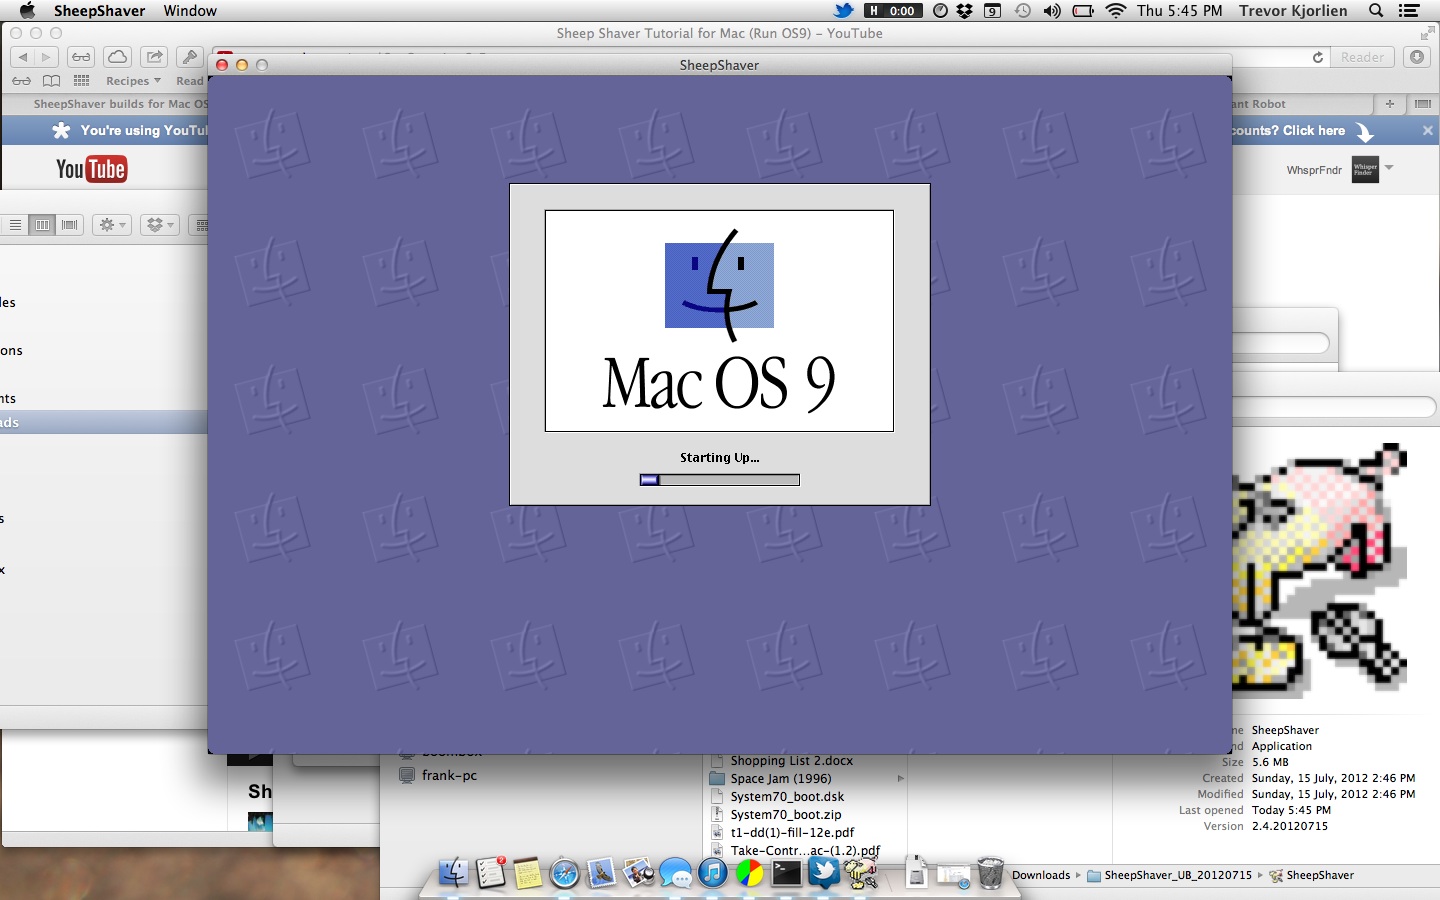 SheepShaver Window
H 0:00
9
Thu 5:45 PM Trevor Kjorlien
Sheep Shaver Tutorial for Mac (Run OS9) – YouTube
Reader
Recipes Read
SheepShaver builds for Mac OS
ant Robot
You're using YouTu
counts? Click here
YouTube
WhsprFndr
Whisper
Finder
SheepShaver
Mac OS 9
Starting Up...
les
ons
nts
ads
s
x
Sh
frank-pc
Shopping List 2.docx
Space Jam (1996)
System70_boot.dsk
System70_boot.zip
t1-dd(1)-fill-12e.pdf
Take-Contr...ac-(1.2).pdf
me SheepShaver
nd Application
Size 5.6 MB
Created Sunday, 15 July, 2012 2:46 PM
Modified Sunday, 15 July, 2012 2:46 PM
Last opened Today 5:45 PM
Version 2.4.20120715
2
Downloads SheepShaver_UB_20120715 SheepShaver